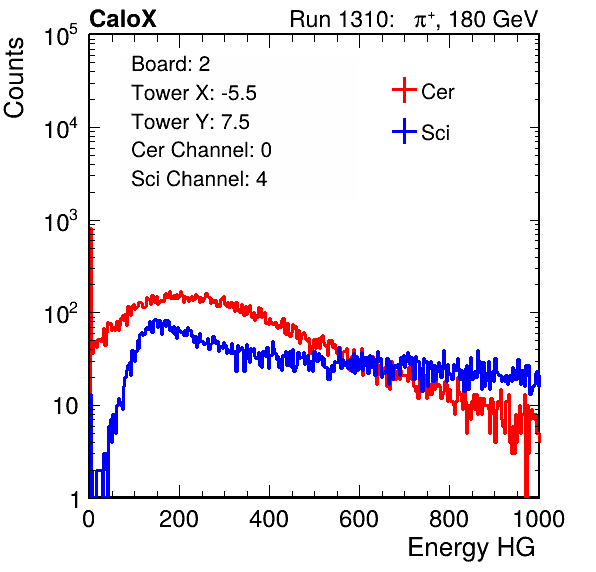 CaloX Run 1310: π⁺, 180 GeV
Board: 2
Tower X: -5.5
Tower Y: 7.5
Cer Channel: 0
Sci Channel: 4
Cer
Sci
Counts
10⁵
10⁴
10³
10²
10
1
0 200 400 600 800 1000
Energy HG